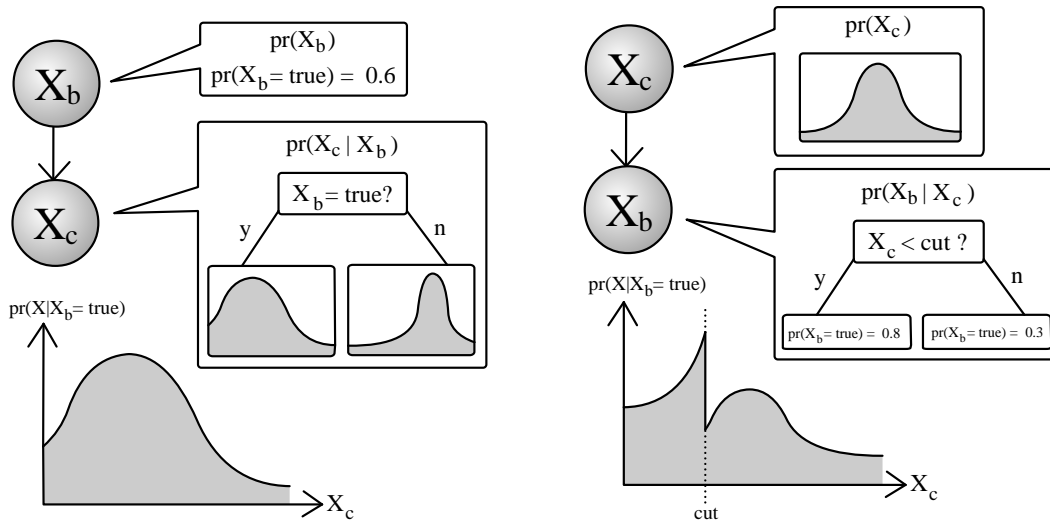 X_b
pr(X_b)
pr(X_b = true) = 0.6
X_c
pr(X_c | X_b)
X_b = true?
y
n
pr(X|X_b = true)
X_c
X_c
pr(X_c)
X_b
pr(X_b | X_c)
X_c < cut ?
y
n
pr(X_b = true) = 0.8
pr(X_b = true) = 0.3
pr(X|X_b = true)
X_c
cut